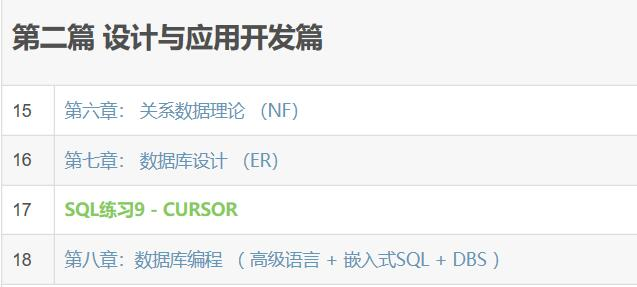 第二篇 设计与应用开发篇
15 第六章： 关系数据理论 （NF）
16 第七章： 数据库设计 （ER）
17 SQL练习9 - CURSOR
18 第八章：数据库编程 （ 高级语言 + 嵌入式SQL + DBS ）